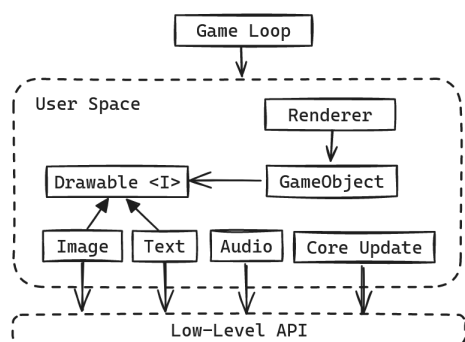 Game Loop
User Space
Renderer
Drawable <I>
GameObject
Image
Text
Audio
Core Update
Low-Level API